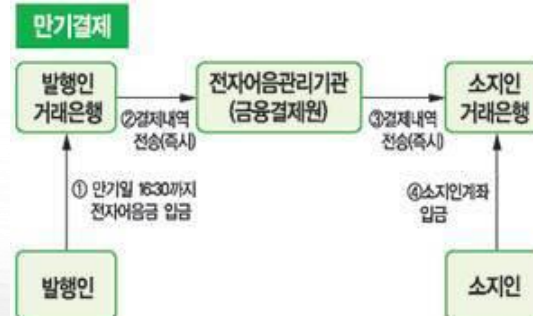 만기결제
발행인
거래은행
②결제내역
전송(즉시)
전자어음관리기관
(금융결제원)
③결제내역
전송(즉시)
소지인
거래은행
① 만기일 16:30까지
전자어음금 입금
④소지인계좌
입금
발행인
소지인